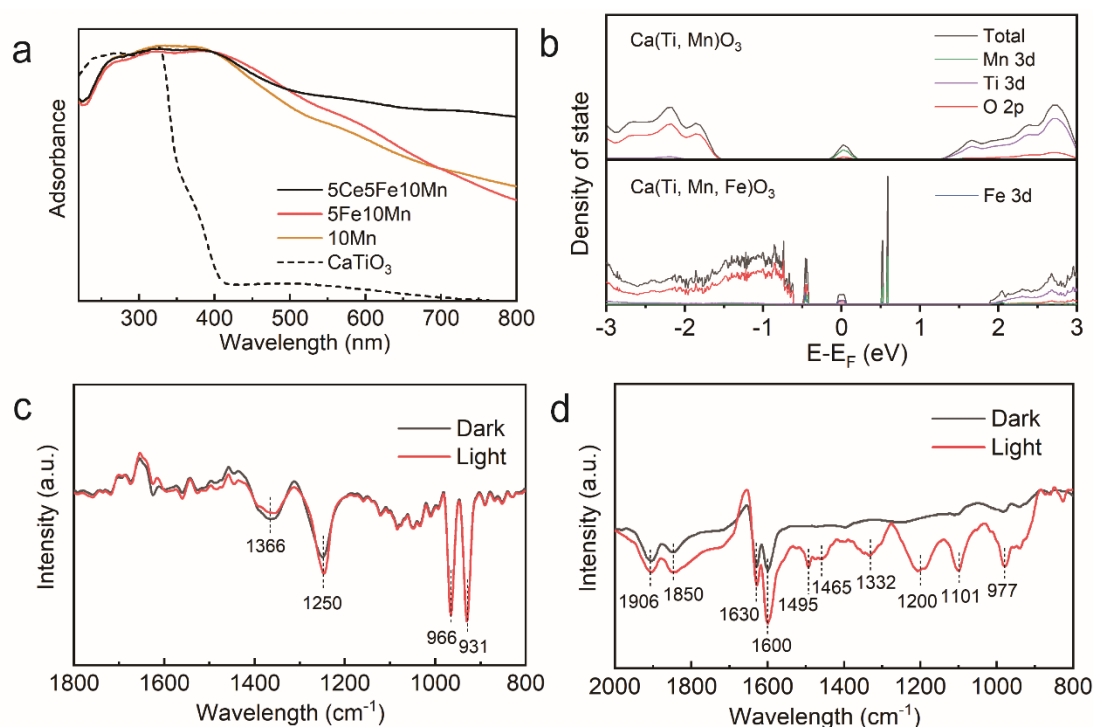 a
Adsorbance
5Ce5Fe10Mn
5Fe10Mn
10Mn
CaTiO₃
300 400 500 600 700 800
Wavelength (nm)
b
Density of state
Ca(Ti, Mn)O₃
Total
Mn 3d
Ti 3d
O 2p
Ca(Ti, Mn, Fe)O₃
Fe 3d
-3 -2 -1 0 1 2 3
E-E_F (eV)
c
Intensity (a.u.)
Dark
Light
1366
1250
966 931
1800 1600 1400 1200 1000 800
Wavelength (cm⁻¹)
d
Intensity (a.u.)
Dark
Light
1906 1850 1630 1600 1495 1465 1332 1200 1101 977
2000 1800 1600 1400 1200 1000 800
Wavelength (cm⁻¹)